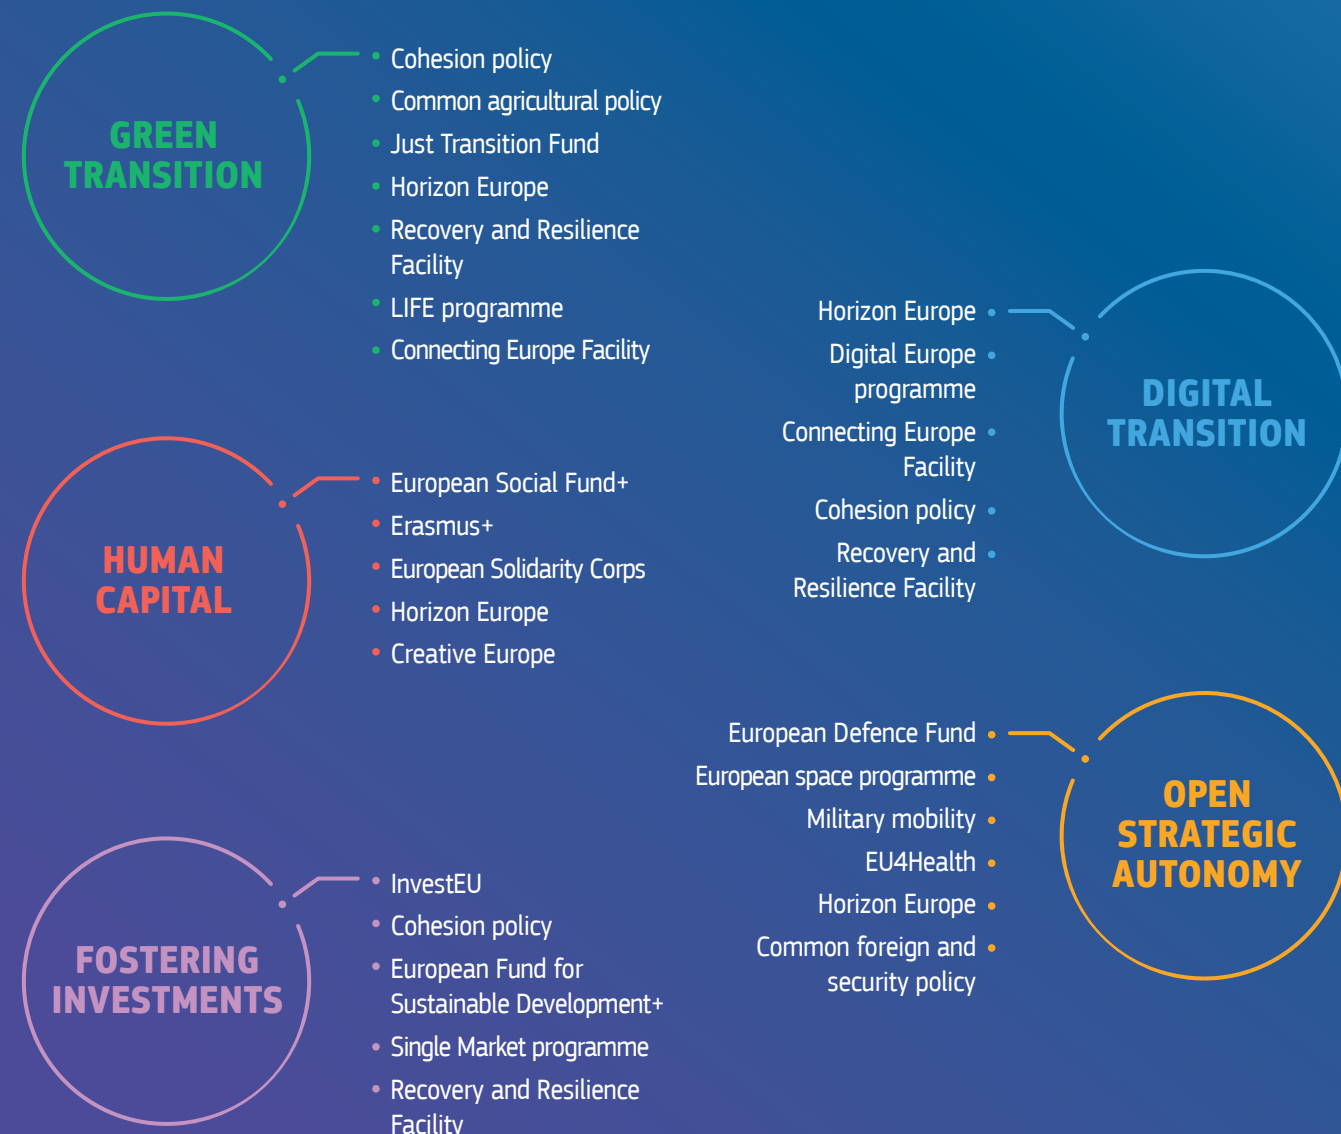 GREEN
TRANSITION
Cohesion policy
Common agricultural policy
Just Transition Fund
Horizon Europe
Recovery and Resilience
Facility
LIFE programme
Connecting Europe Facility
Horizon Europe
Digital Europe
programme
Connecting Europe
Facility
Cohesion policy
Recovery and
Resilience Facility
DIGITAL
TRANSITION
HUMAN
CAPITAL
European Social Fund+
Erasmus+
European Solidarity Corps
Horizon Europe
Creative Europe
European Defence Fund
European space programme
Military mobility
EU4Health
Horizon Europe
Common foreign and
security policy
OPEN
STRATEGIC
AUTONOMY
FOSTERING
INVESTMENTS
InvestEU
Cohesion policy
European Fund for
Sustainable Development+
Single Market programme
Recovery and Resilience
Facility